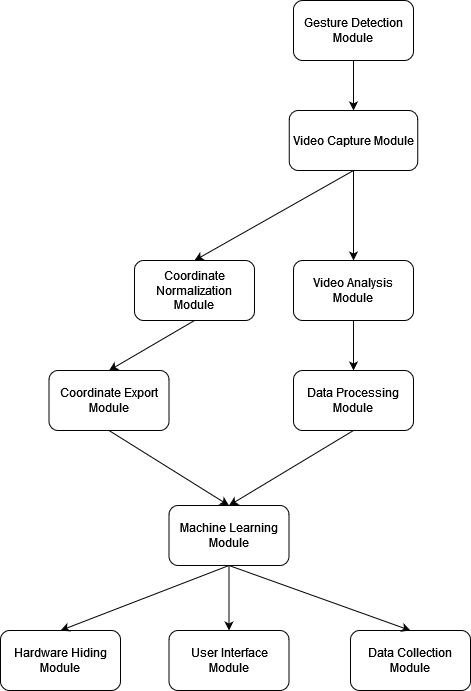 Gesture Detection
Module
Video Capture Module
Coordinate
Normalization
Module
Video Analysis
Module
Coordinate Export
Module
Data Processing
Module
Machine Learning
Module
Hardware Hiding
Module
User Interface
Module
Data Collection
Module